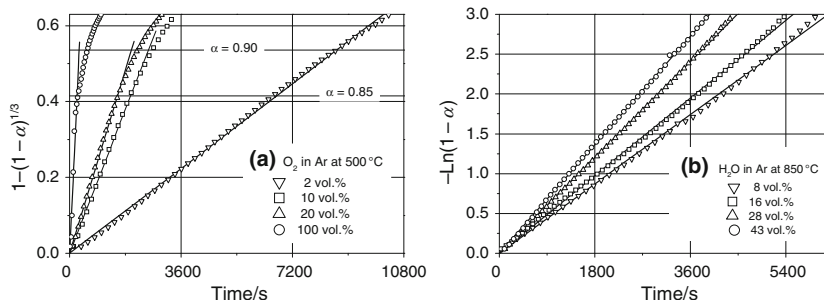 1−(1−α)^1/3
0.6
0.4
0.2
0.0
α = 0.90
α = 0.85
(a) O2 in Ar at 500 °C
2 vol.%
10 vol.%
20 vol.%
100 vol.%
0 3600 7200 10800
Time/s
−Ln(1−α)
3.0
2.5
2.0
1.5
1.0
0.5
0.0
(b) H2O in Ar at 850 °C
8 vol.%
16 vol.%
28 vol.%
43 vol.%
0 1800 3600 5400
Time/s